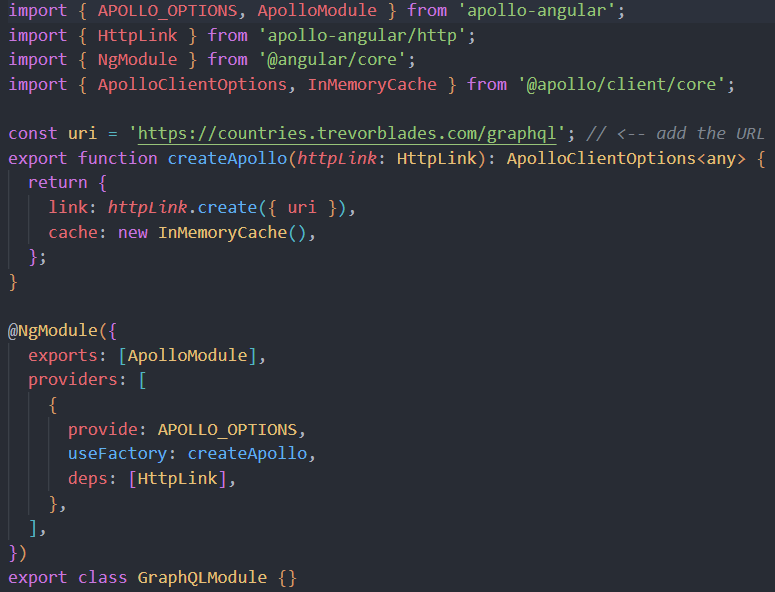 import { APOLLO_OPTIONS, ApolloModule } from 'apollo-angular';
import { HttpLink } from 'apollo-angular/http';
import { NgModule } from '@angular/core';
import { ApolloClientOptions, InMemoryCache } from '@apollo/client/core';

const uri = 'https://countries.trevorblades.com/graphql'; // <-- add the URL
export function createApollo(httpLink: HttpLink): ApolloClientOptions<any> {
  return {
    link: httpLink.create({ uri }),
    cache: new InMemoryCache(),
  };
}

@NgModule({
  exports: [ApolloModule],
  providers: [
    {
      provide: APOLLO_OPTIONS,
      useFactory: createApollo,
      deps: [HttpLink],
    },
  ],
})
export class GraphQLModule {}